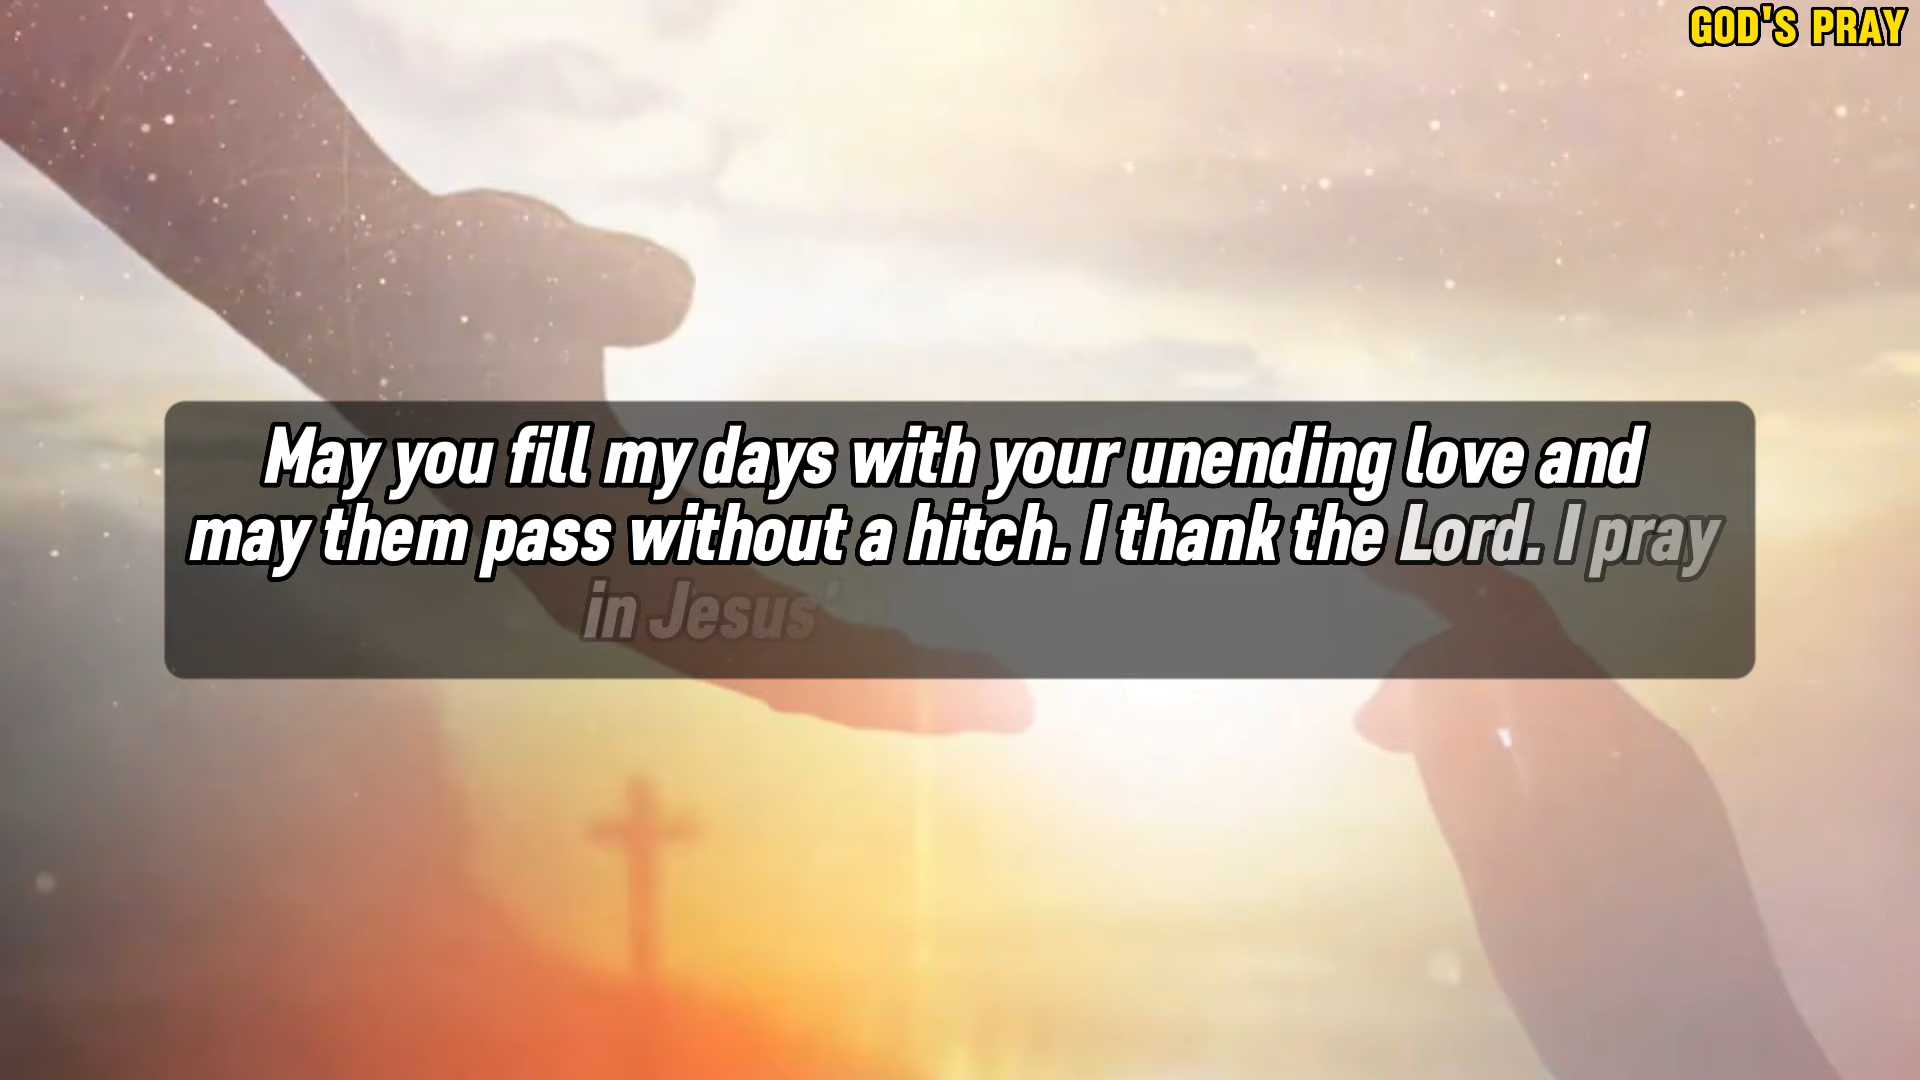 GOD'S PRAY
May you fill my days with your unending love and
may them pass without a hitch. I thank the Lord. I pray
in Jesus'